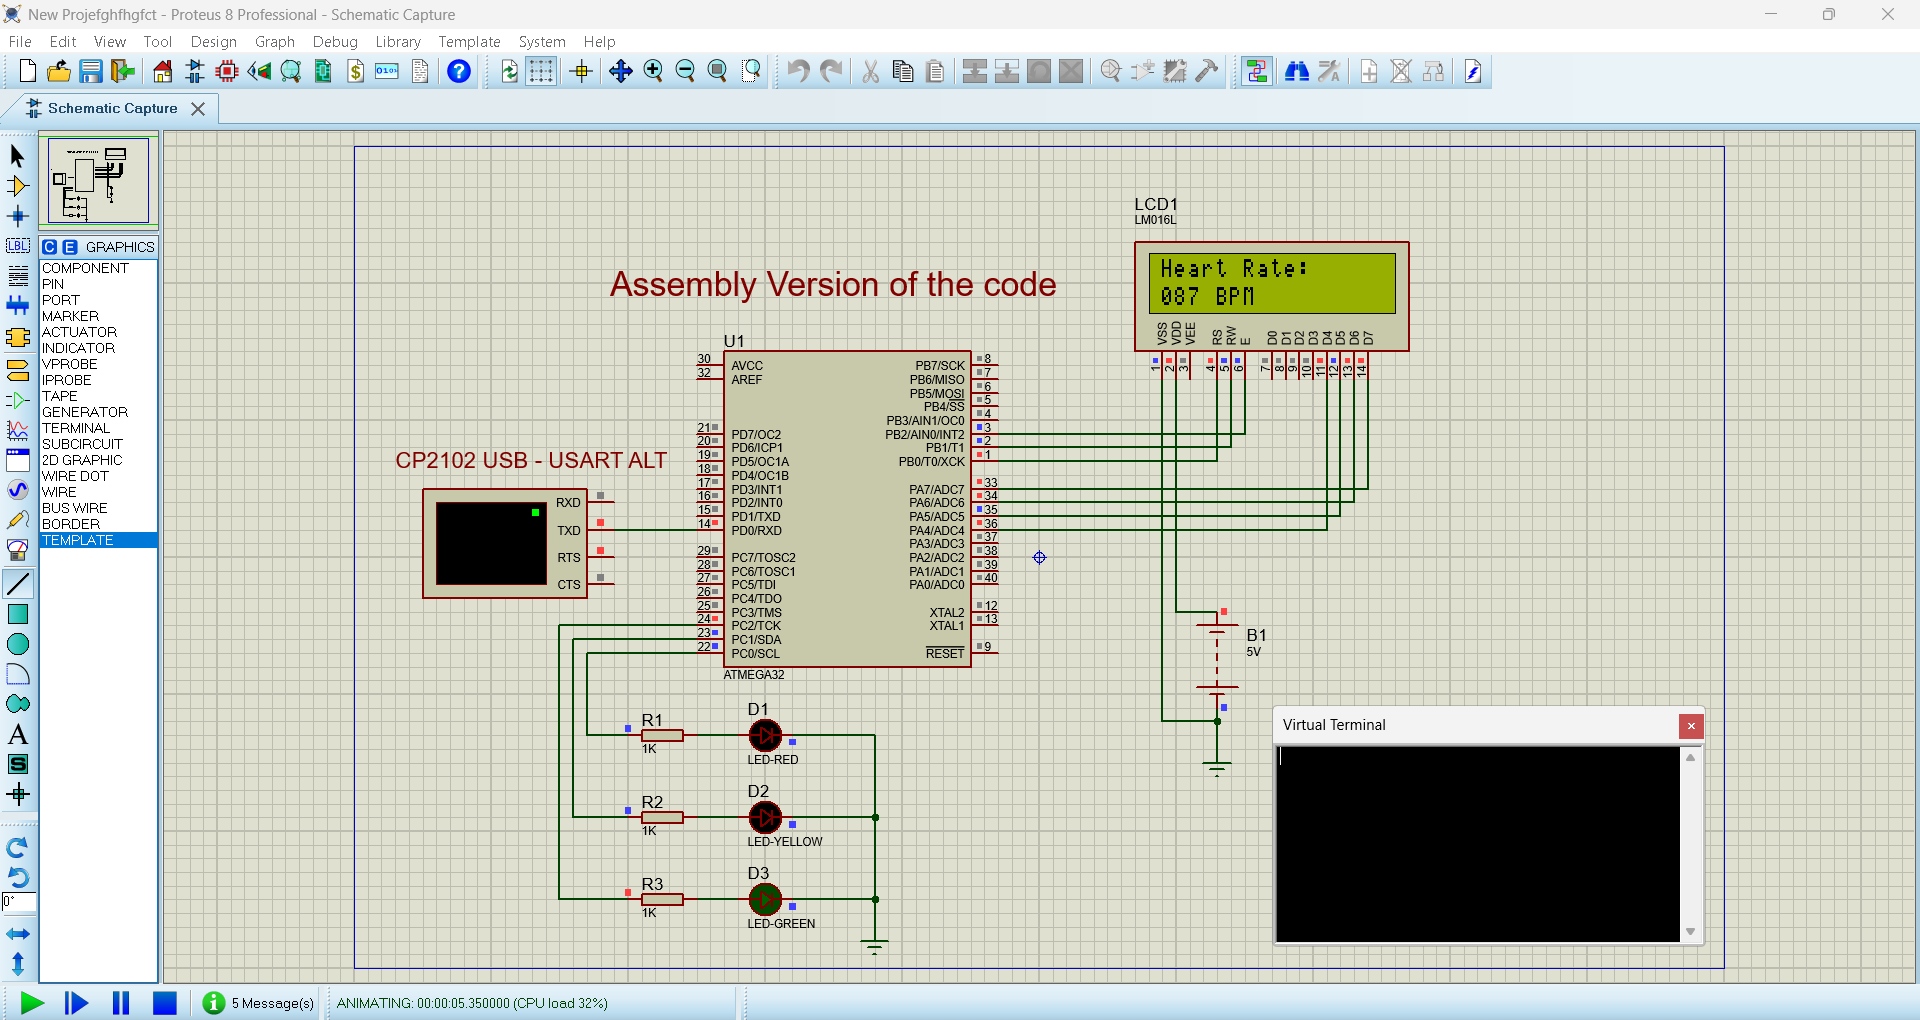 New Projefghfhgfct - Proteus 8 Professional - Schematic Capture
File Edit View Tool Design Graph Debug Library Template System Help
Schematic Capture
C E GRAPHICS
COMPONENT
PIN
PORT
MARKER
ACTUATOR
INDICATOR
VPROBE
IPROBE
TAPE
GENERATOR
TERMINAL
SUBCIRCUIT
2D GRAPHIC
WIRE DOT
WIRE
BUS WIRE
BORDER
TEMPLATE
LBL
A
S
0°
Assembly Version of the code
LCD1
LM016L
Heart Rate:
087 BPM
VSS VDD VEE RS RW E D0 D1 D2 D3 D4 D5 D6 D7
1 2 3 4 5 6 7 8 9 10 11 12 13 14
U1
30 AVCC PB7/SCK 8
32 AREF PB6/MISO 7
PB5/MOSI 6
PB4/SS 5
PB3/AIN1/OC0 4
21 PD7/OC2 PB2/AIN0/INT2 3
20 PD6/ICP1 PB1/T1 2
19 PD5/OC1A PB0/T0/XCK 1
18 PD4/OC1B
17 PD3/INT1 PA7/ADC7 33
16 PD2/INT0 PA6/ADC6 34
15 PD1/TXD PA5/ADC5 35
14 PD0/RXD PA4/ADC4 36
PA3/ADC3 37
29 PC7/TOSC2 PA2/ADC2 38
28 PC6/TOSC1 PA1/ADC1 39
27 PC5/TDI PA0/ADC0 40
26 PC4/TDO
25 PC3/TMS XTAL2 12
24 PC2/TCK XTAL1 13
23 PC1/SDA
22 PC0/SCL RESET 9
ATMEGA32
CP2102 USB - USART ALT
RXD
TXD
RTS
CTS
B1
5V
R1
1K
D1
LED-RED
R2
1K
D2
LED-YELLOW
R3
1K
D3
LED-GREEN
Virtual Terminal
5 Message(s) ANIMATING: 00:00:05.350000 (CPU load 32%)